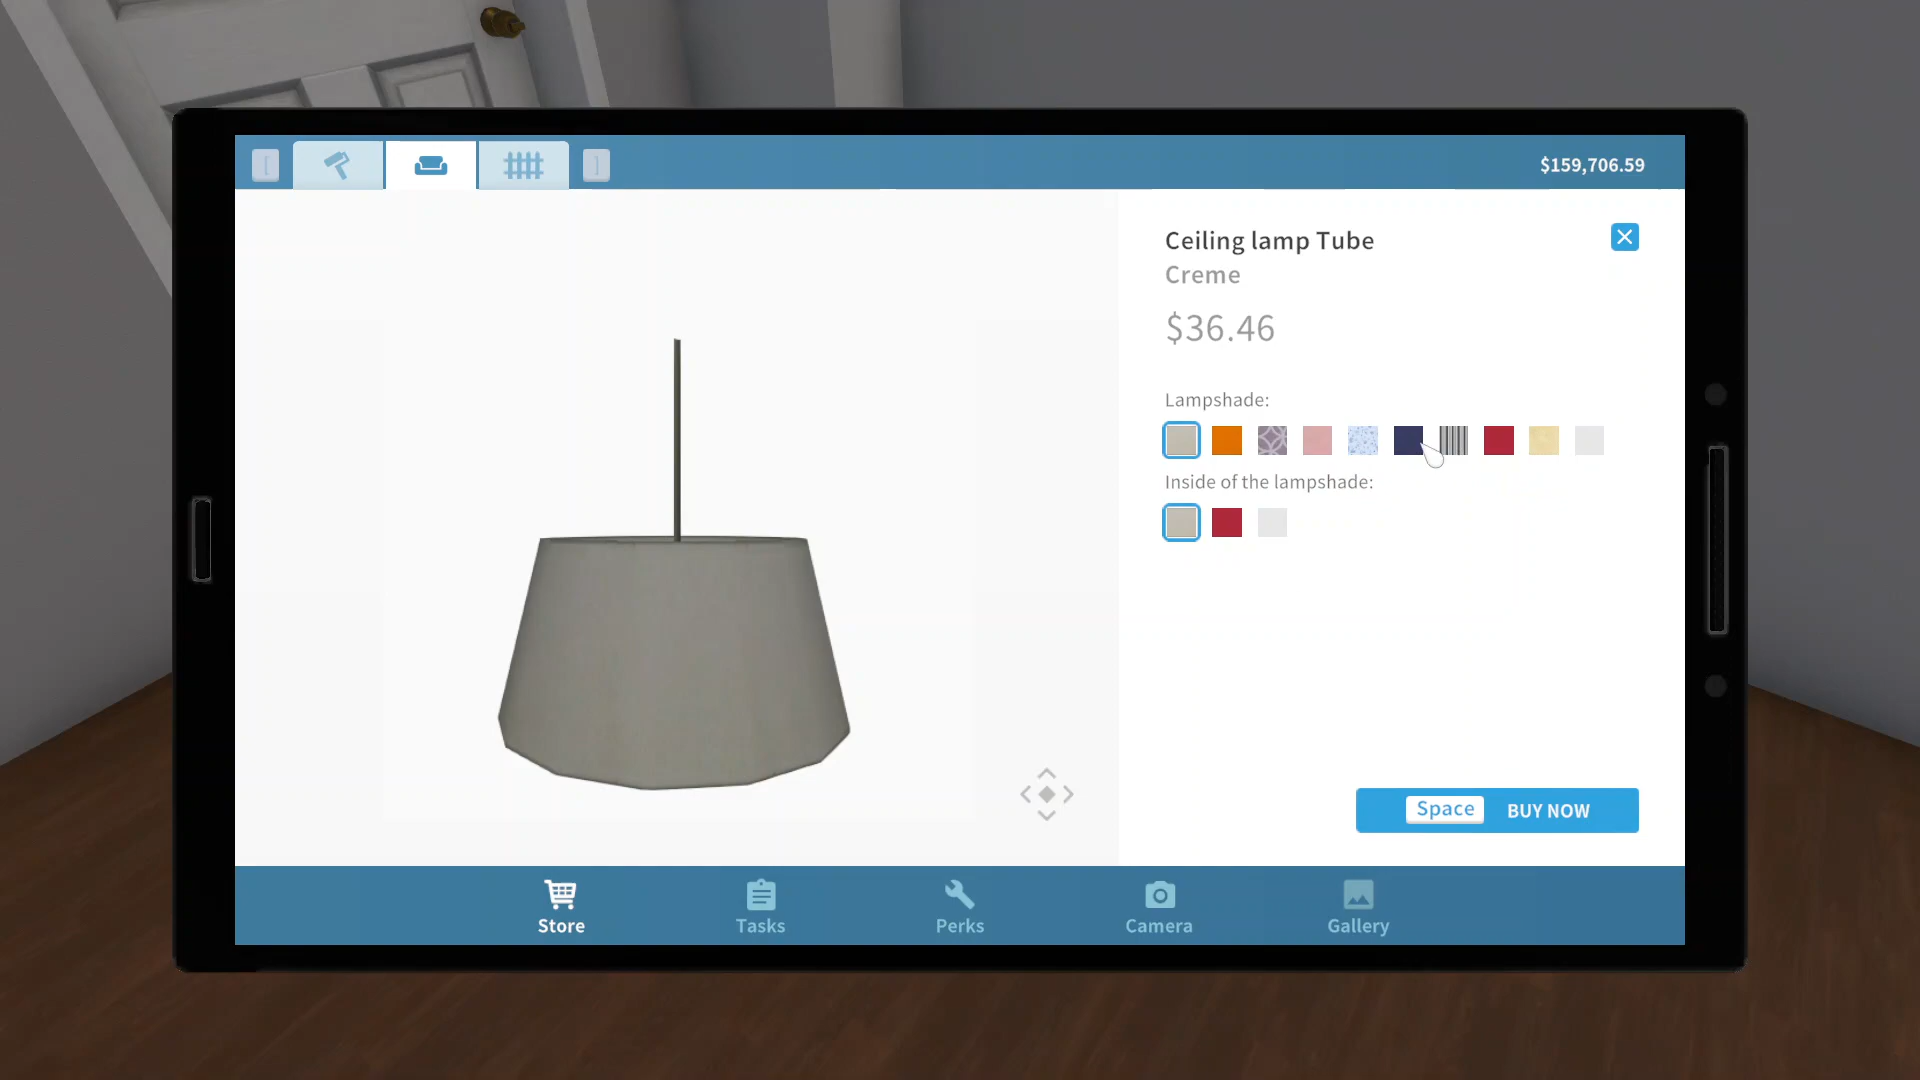 [
]
$159,706.59
Ceiling lamp Tube
Creme
$36.46
Lampshade:
Inside of the lampshade:
Space BUY NOW
Store
Tasks
Perks
Camera
Gallery